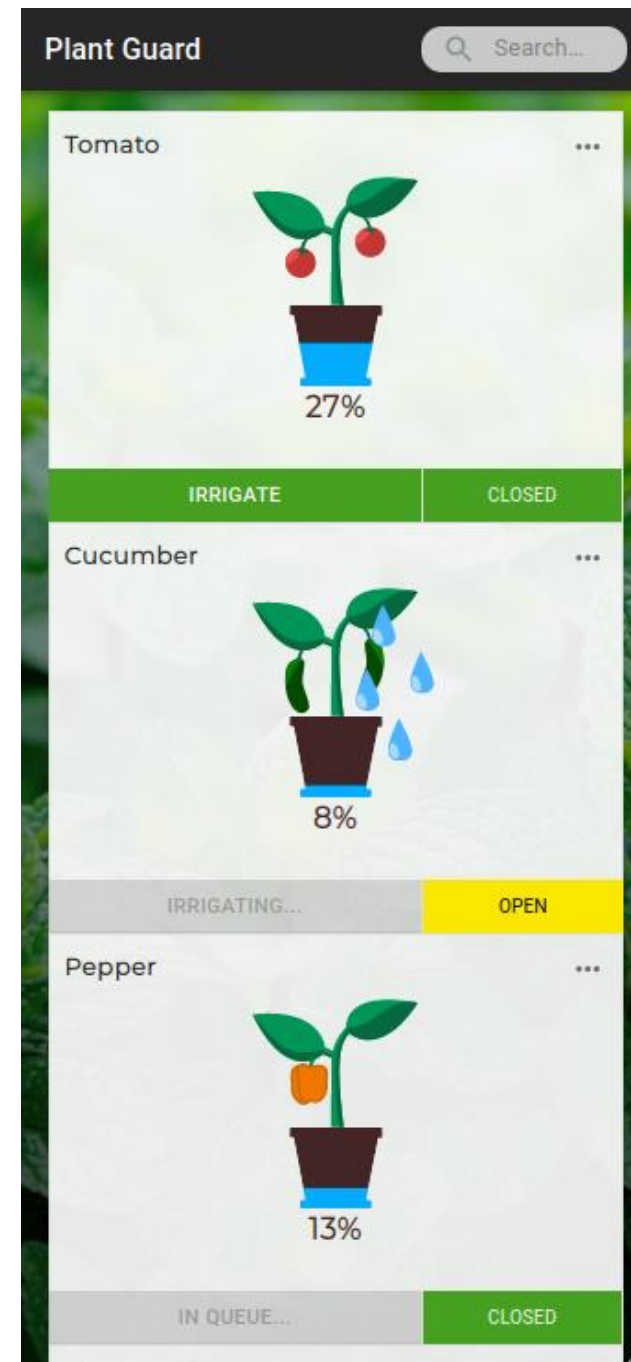 Plant Guard
Search...
Tomato
27%
IRRIGATE CLOSED
Cucumber
8%
IRRIGATING... OPEN
Pepper
13%
IN QUEUE... CLOSED